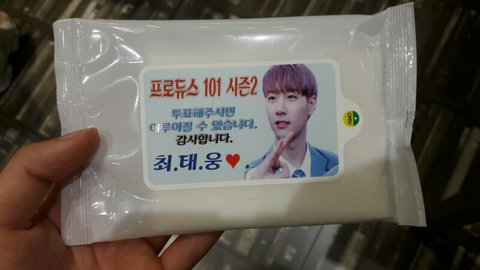 프로듀스 101 시즌2
투표해주시면
이루어질 수 있습니다.
감사합니다.
최.태.웅♥.